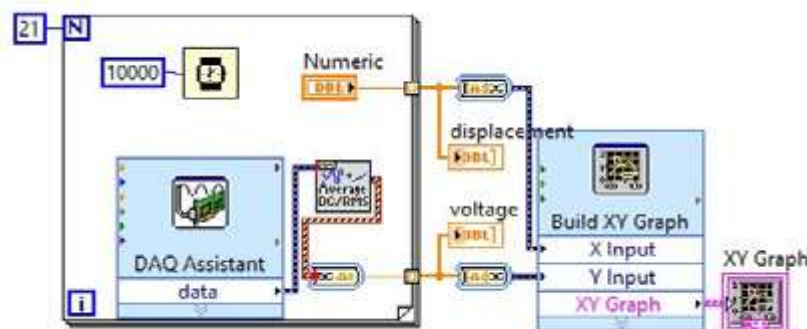 21
N
10000
Numeric
DBL
displacement
DBL]
Average
DC/RMS
voltage
DBL]
Build XY Graph
DAQ Assistant
X Input
data
Y Input
XY Graph
XY Graph
i